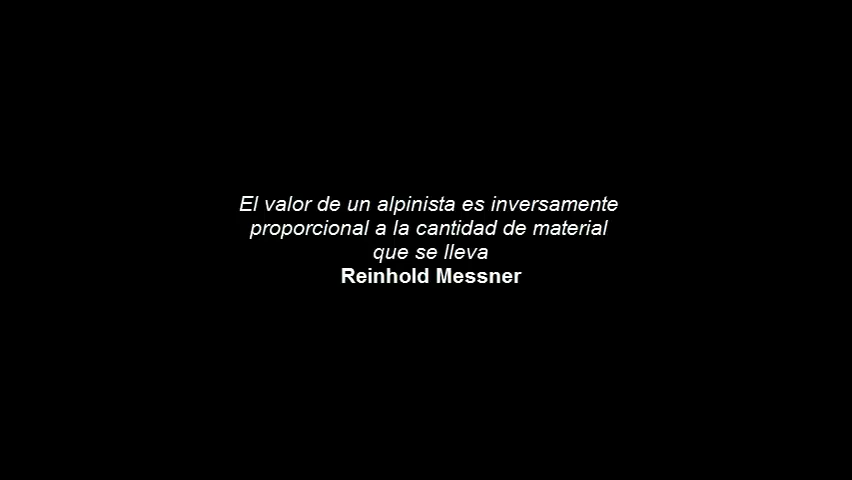 El valor de un alpinista es inversamente
proporcional a la cantidad de material
que se lleva
Reinhold Messner